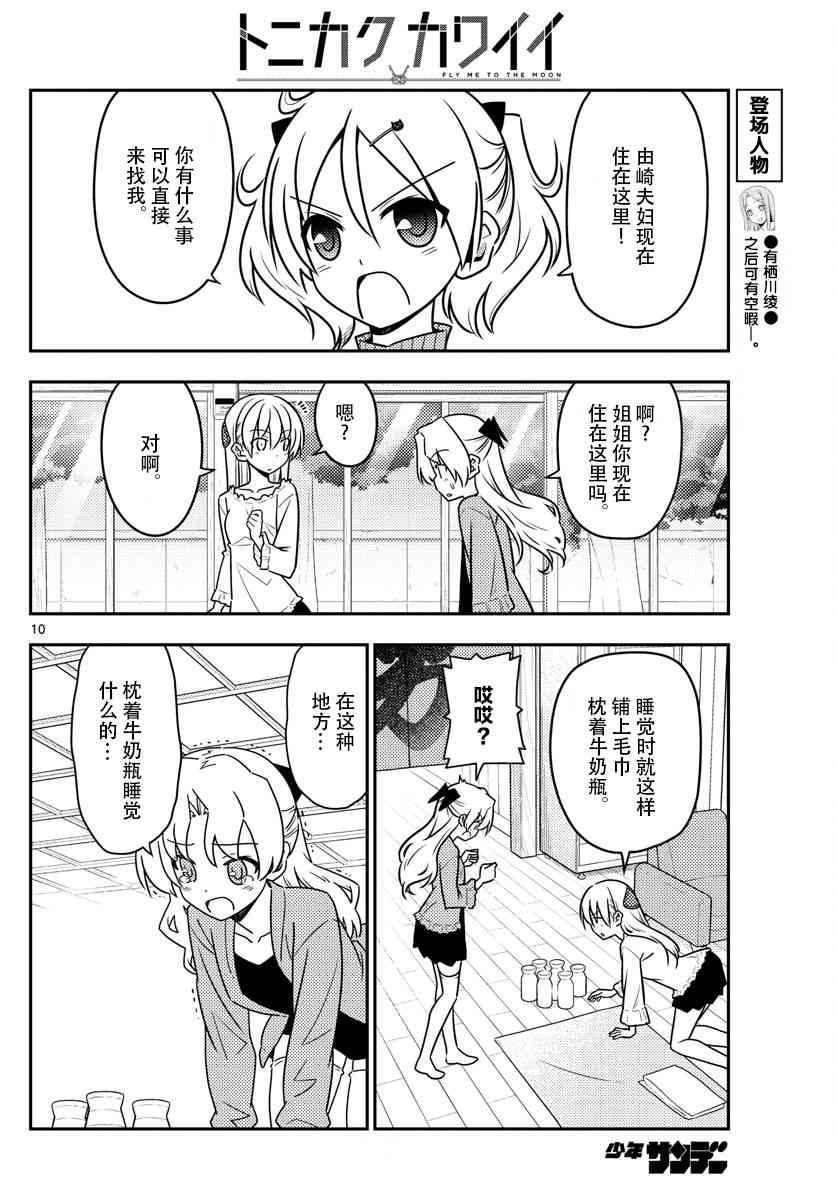 トニカクカワイイ
FLY ME TO THE MOON
登场人物
●有栖川绫●
之后可有空暇—。
由崎夫妇现在
住在这里！
你有什么事
可以直接
来找我。
啊？
姐姐你现在
住在这里吗。
嗯？
对啊。
10
睡觉时就这样
铺上毛巾
枕着牛奶瓶。
哎哎？
在这种
地方…
枕着牛奶瓶睡觉
什么的…
少年サンデー